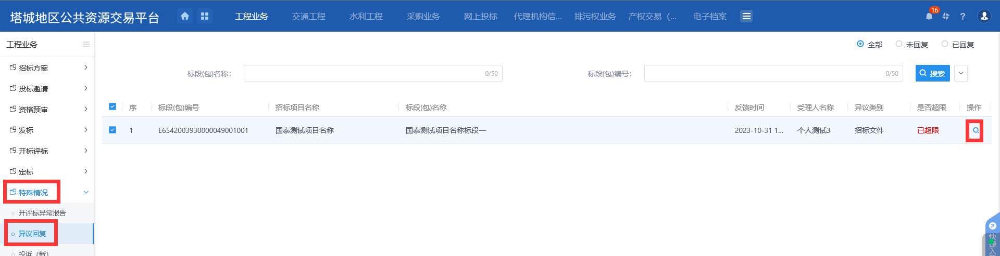 塔城地区公共资源交易平台 工程业务 交通工程 水利工程 采购业务 网上投标 代理机构信... 排污权业务 产权交易（... 电子档案 16
工程业务
招标方案
投标邀请
资格预审
发标
开标评标
定标
特殊情况
开评标异常报告
异议回复
投诉（新）
全部 未回复 已回复
标段(包)名称： 0/50 标段(包)编号： 0/50 搜索
序 标段(包)编号 招标项目名称 标段(包)名称 反馈时间 受理人名称 异议类别 是否超限 操作
1 E6542003930000049001001 国泰测试项目名称 国泰测试项目名称标段一 2023-10-31 1... 个人测试3 招标文件 已超限
快
速
入